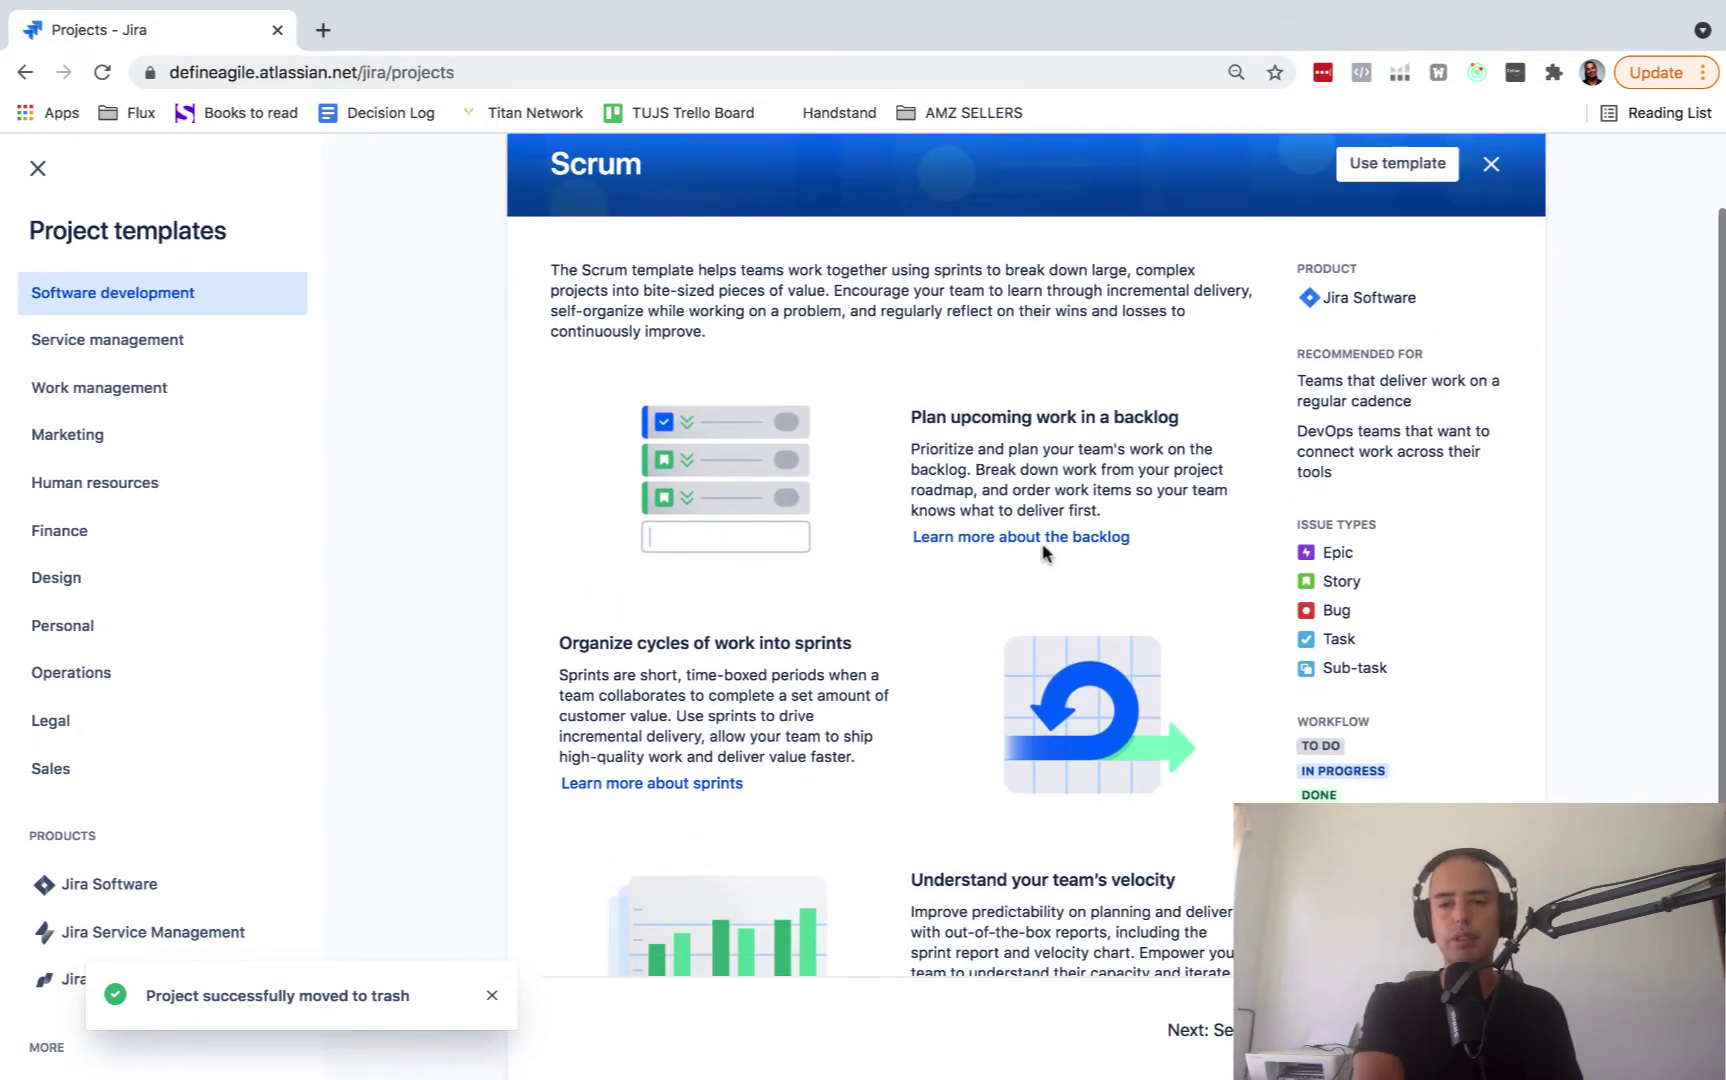 Projects - Jira
defineagile.atlassian.net/jira/projects
Update
Apps
Flux
Books to read
Decision Log
Titan Network
TUJS Trello Board
Handstand
AMZ SELLERS
Reading List
Project templates
Software development
Service management
Work management
Marketing
Human resources
Finance
Design
Personal
Operations
Legal
Sales
PRODUCTS
Jira Software
Jira Service Management
Jira
Project successfully moved to trash
MORE
Scrum
Use template
The Scrum template helps teams work together using sprints to break down large, complex
projects into bite-sized pieces of value. Encourage your team to learn through incremental delivery,
self-organize while working on a problem, and regularly reflect on their wins and losses to
continuously improve.
Plan upcoming work in a backlog
Prioritize and plan your team's work on the
backlog. Break down work from your project
roadmap, and order work items so your team
knows what to deliver first.
Learn more about the backlog
Organize cycles of work into sprints
Sprints are short, time-boxed periods when a
team collaborates to complete a set amount of
customer value. Use sprints to drive
incremental delivery, allow your team to ship
high-quality work and deliver value faster.
Learn more about sprints
Understand your team's velocity
Improve predictability on planning and deliver
with out-of-the-box reports, including the
sprint report and velocity chart. Empower you
team to understand their capacity and iterate
Next: Se
PRODUCT
Jira Software
RECOMMENDED FOR
Teams that deliver work on a
regular cadence
DevOps teams that want to
connect work across their
tools
ISSUE TYPES
Epic
Story
Bug
Task
Sub-task
WORKFLOW
TO DO
IN PROGRESS
DONE